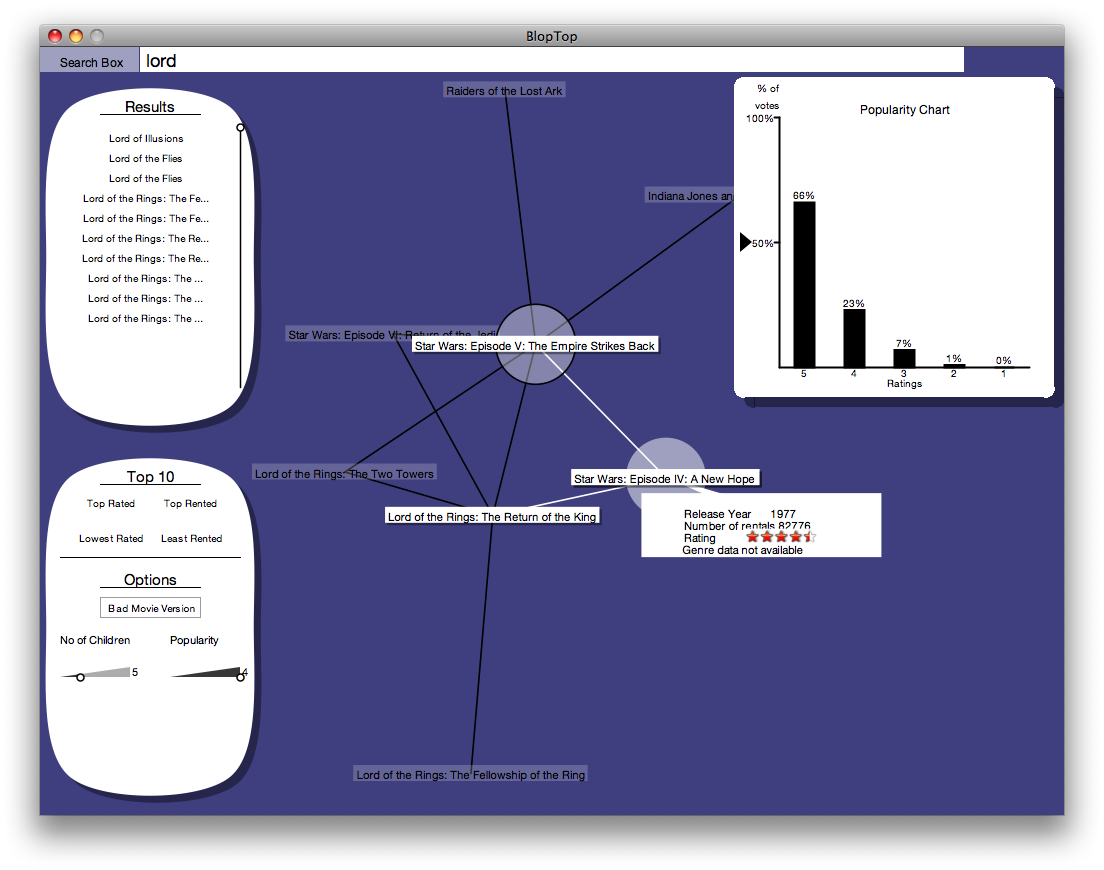 BlopTop
Search Box
lord
Results
Lord of Illusions
Lord of the Flies
Lord of the Flies
Lord of the Rings: The Fe...
Lord of the Rings: The Fe...
Lord of the Rings: The Re...
Lord of the Rings: The Re...
Lord of the Rings: The ...
Lord of the Rings: The ...
Lord of the Rings: The ...
Top 10
Top Rated
Top Rented
Lowest Rated
Least Rented
Options
Bad Movie Version
No of Children
Popularity
5
4
Raiders of the Lost Ark
Indiana Jones an
Star Wars: Episode VI: Return of the Jedi
Star Wars: Episode V: The Empire Strikes Back
Lord of the Rings: The Two Towers
Star Wars: Episode IV: A New Hope
Lord of the Rings: The Return of the King
Release Year 1977
Number of rentals 82776
Rating
Genre data not available
Lord of the Rings: The Fellowship of the Ring
% of
votes
Popularity Chart
100%
50%
66%
23%
7%
1%
0%
5 4 3 2 1
Ratings